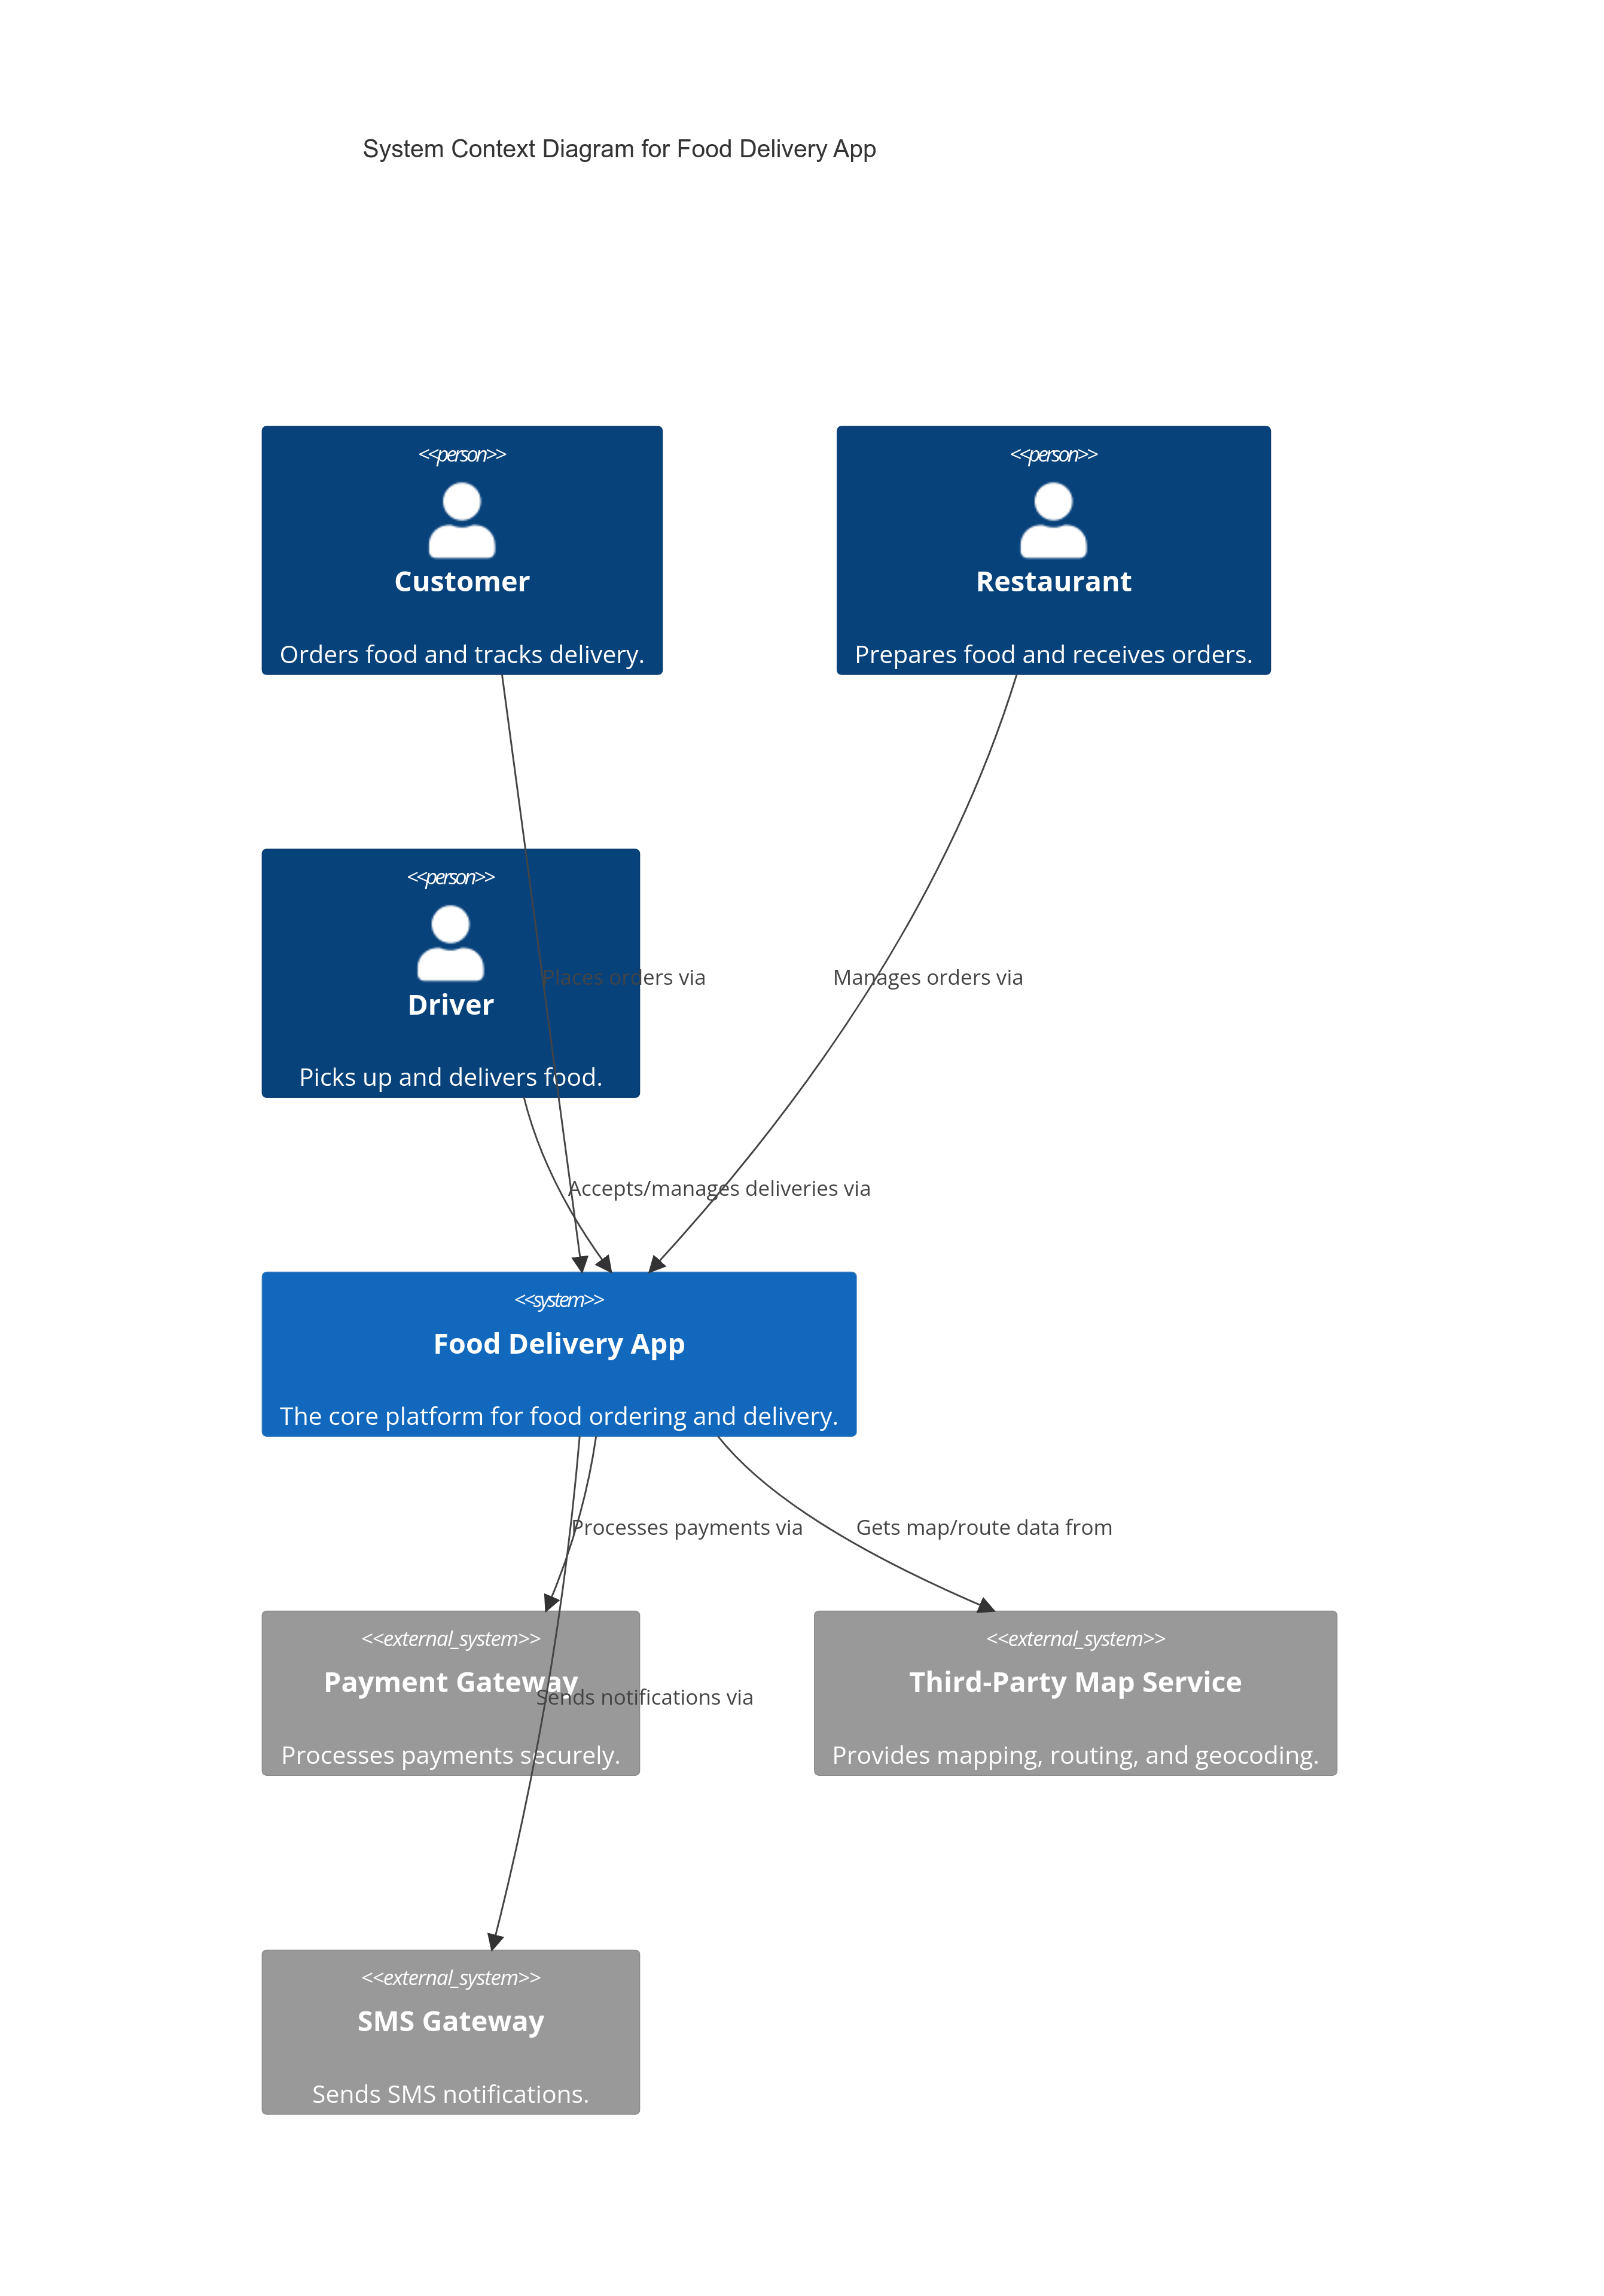 System Context Diagram for Food Delivery App
<<person>>
Customer
Orders food and tracks delivery.
<<person>>
Restaurant
Prepares food and receives orders.
<<person>>
Driver
Picks up and delivers food.
Places orders via
Manages orders via
Accepts/manages deliveries via
<<system>>
Food Delivery App
The core platform for food ordering and delivery.
Processes payments via
Gets map/route data from
<<external_system>>
Payment Gateway
Processes payments securely.
Sends notifications via
<<external_system>>
Third-Party Map Service
Provides mapping, routing, and geocoding.
<<external_system>>
SMS Gateway
Sends SMS notifications.